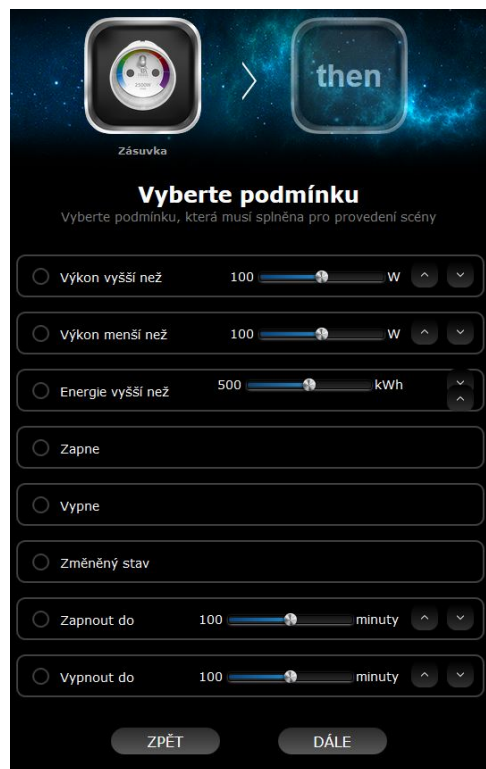 2500W
then
Zásuvka
Vyberte podmínku
Vyberte podmínku, která musí splněna pro provedení scény
Výkon vyšší než 100 W
Výkon menší než 100 W
Energie vyšší než 500 kWh
Zapne
Vypne
Změněný stav
Zapnout do 100 minuty
Vypnout do 100 minuty
ZPĚT DÁLE